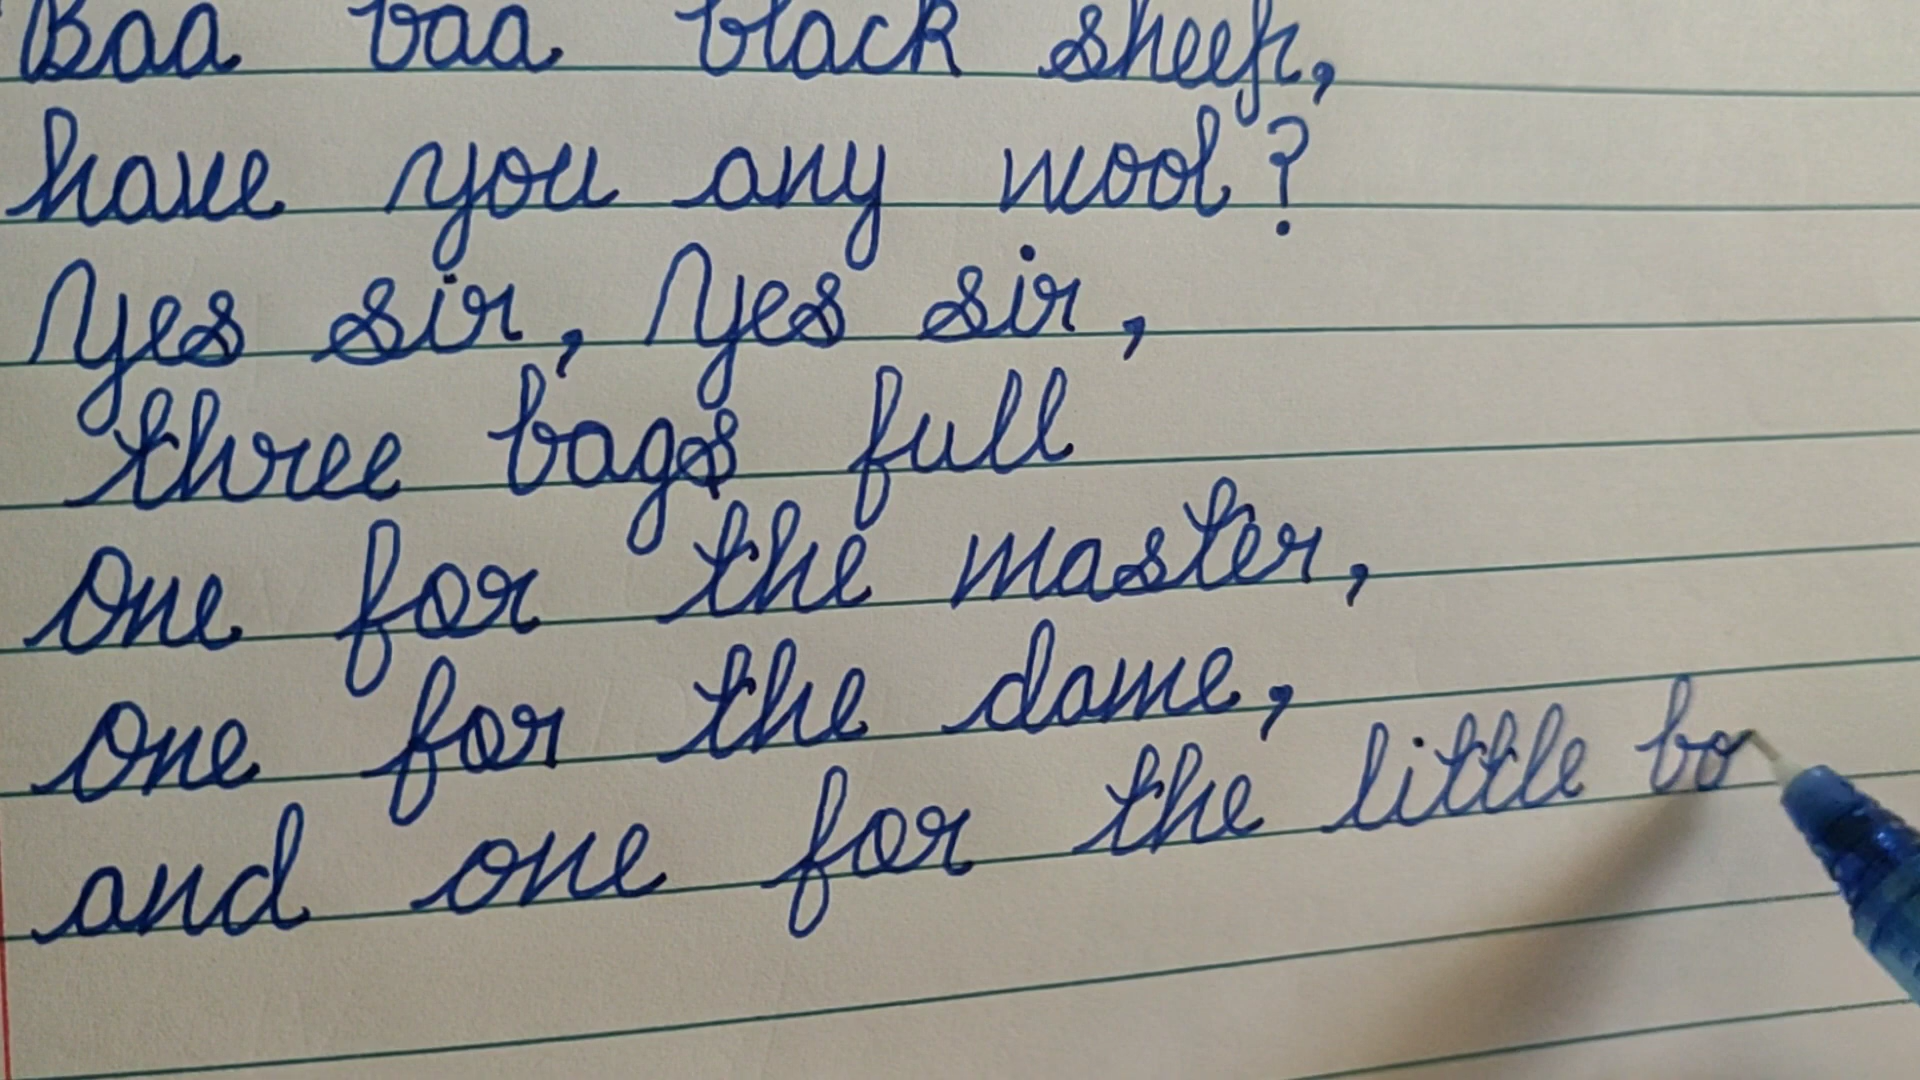 Baa baa black sheep,
have you any wool?
Yes sir, Yes sir,
three bags full
One for the master,
One for the dame,
and one for the little bo